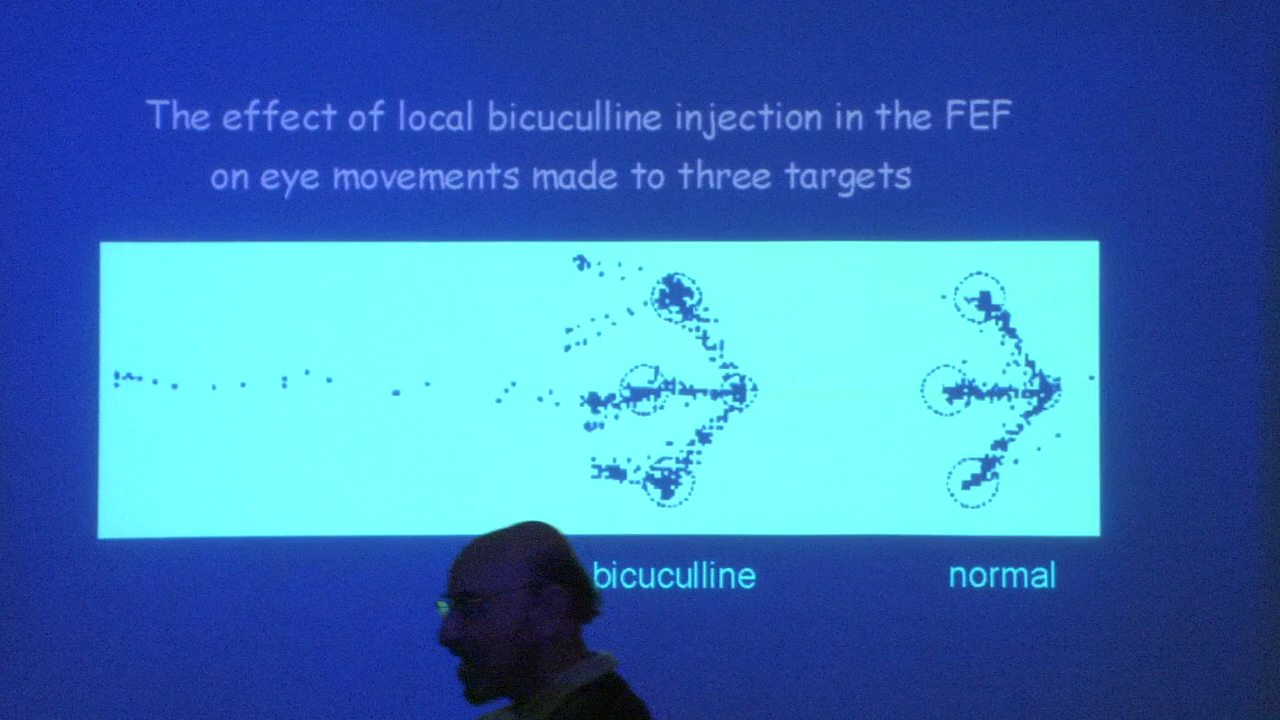 The effect of local bicuculline injection in the FEF
on eye movements made to three targets
bicuculline
normal